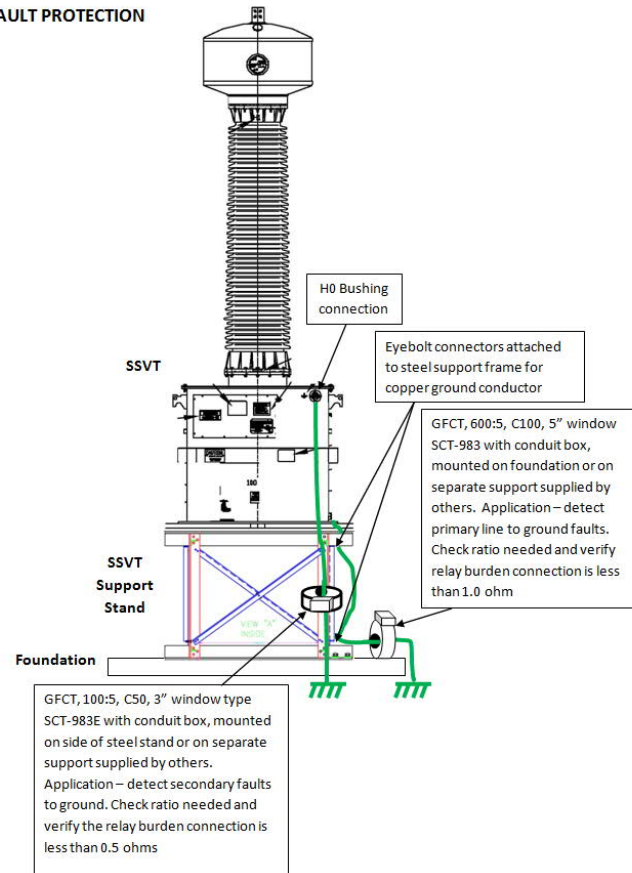 AULT PROTECTION
H0 Bushing
connection
Eyebolt connectors attached
to steel support frame for
copper ground conductor
SSVT
GFCT, 600:5, C100, 5” window
SCT-983 with conduit box,
mounted on foundation or on
separate support supplied by
others. Application – detect
primary line to ground faults.
Check ratio needed and verify
relay burden connection is less
than 1.0 ohm
100
SSVT
Support
Stand
VIEW "A"
INSIDE
Foundation
GFCT, 100:5, C50, 3” window type
SCT-983E with conduit box, mounted
on side of steel stand or on separate
support supplied by others.
Application – detect secondary faults
to ground. Check ratio needed and
verify the relay burden connection is
less than 0.5 ohms